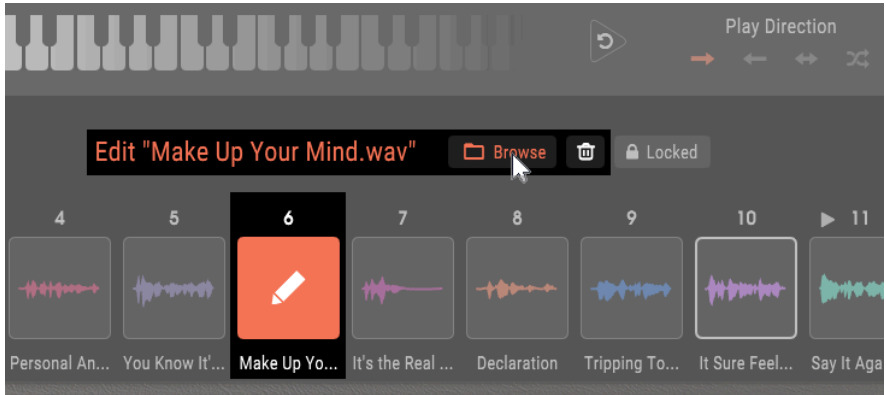 Play Direction
Edit "Make Up Your Mind.wav" Browse Locked
4 5 6 7 8 9 10 11
Personal An... You Know It'... Make Up Yo... It's the Real ... Declaration Tripping To... It Sure Feel... Say It Aga